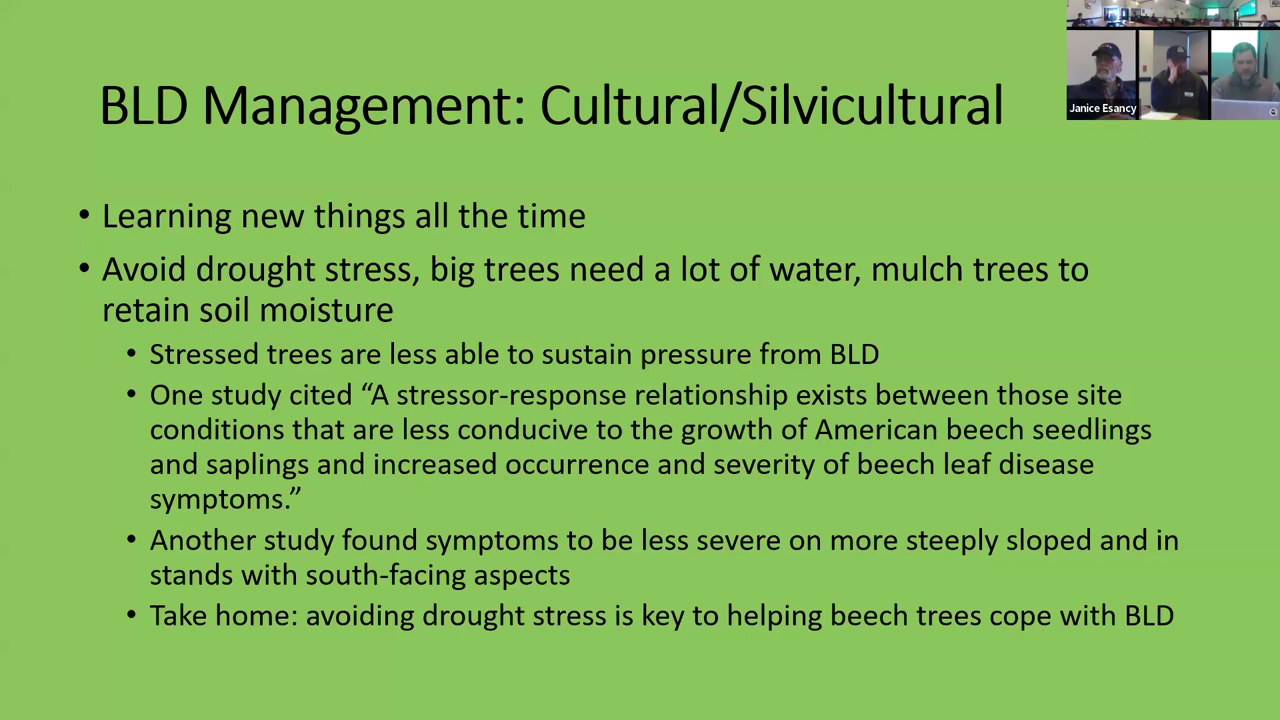 BLD Management: Cultural/Silvicultural
Janice Esancy
• Learning new things all the time
• Avoid drought stress, big trees need a lot of water, mulch trees to
retain soil moisture
• Stressed trees are less able to sustain pressure from BLD
• One study cited “A stressor-response relationship exists between those site
conditions that are less conducive to the growth of American beech seedlings
and saplings and increased occurrence and severity of beech leaf disease
symptoms.”
• Another study found symptoms to be less severe on more steeply sloped and in
stands with south-facing aspects
• Take home: avoiding drought stress is key to helping beech trees cope with BLD